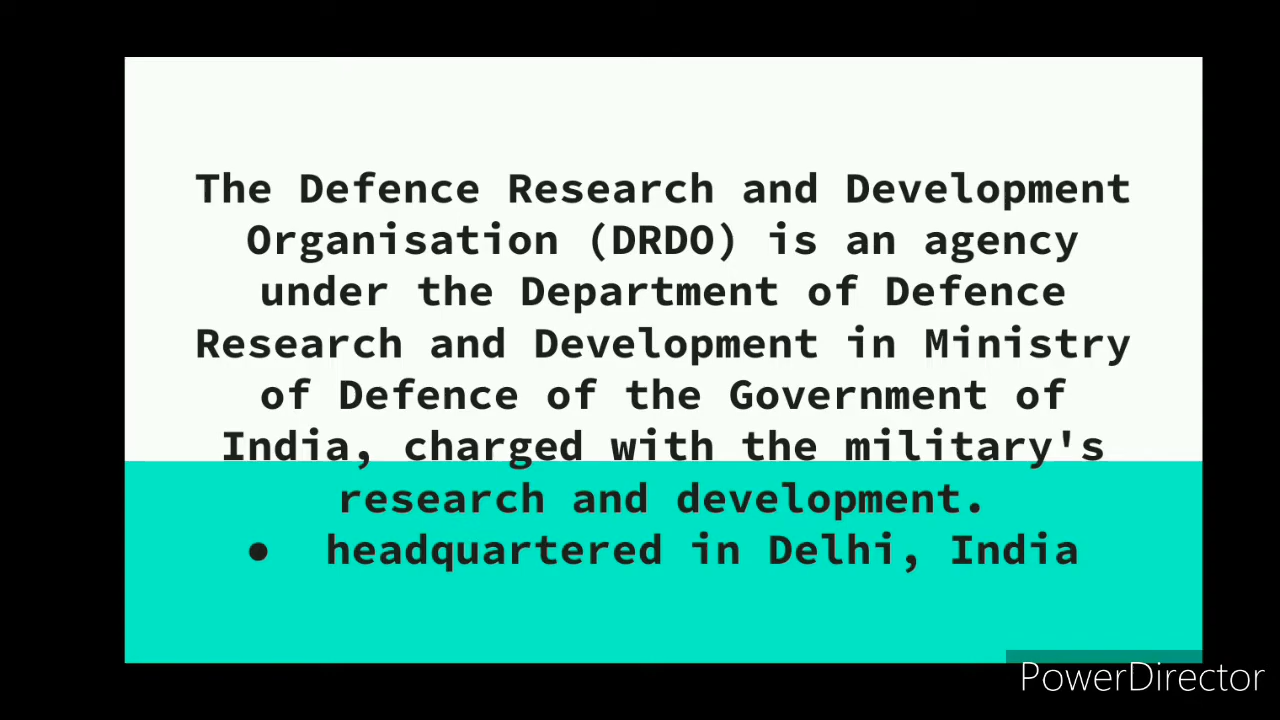 The Defence Research and Development
Organisation (DRDO) is an agency
under the Department of Defence
Research and Development in Ministry
of Defence of the Government of
India, charged with the military's
research and development.
● headquartered in Delhi, India
PowerDirector